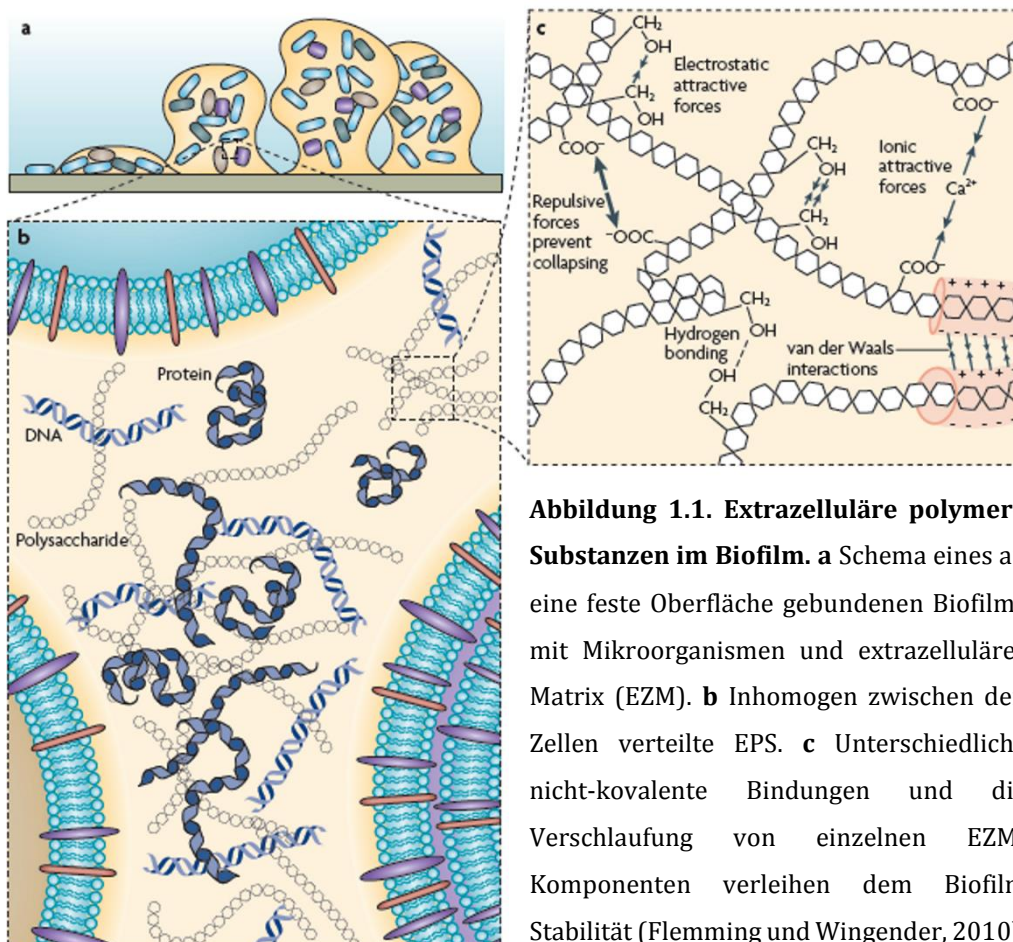 a
c
CH₂
OH
Electrostatic
attractive
forces
CH₂
OH
COO⁻
COO⁻
Ionic
attractive
forces
Ca²⁺
CH₂
OH
CH₂
OH
Repulsive
forces
prevent
collapsing
⁻OOC
COO⁻
+ + + +
- - - -
CH₂
OH
Hydrogen
bonding
OH
CH₂
van der Waals
interactions
+ + + +
- - - -
b
Protein
DNA
Polysaccharide
Abbildung 1.1. Extrazelluläre polymer
Substanzen im Biofilm. a Schema eines a
eine feste Oberfläche gebundenen Biofilm
mit Mikroorganismen und extrazelluläre
Matrix (EZM). b Inhomogen zwischen de
Zellen verteilte EPS. c Unterschiedlich
nicht-kovalente Bindungen und di
Verschlaufung von einzelnen EZM
Komponenten verleihen dem Biofilm
Stabilität (Flemming und Wingender, 2010)